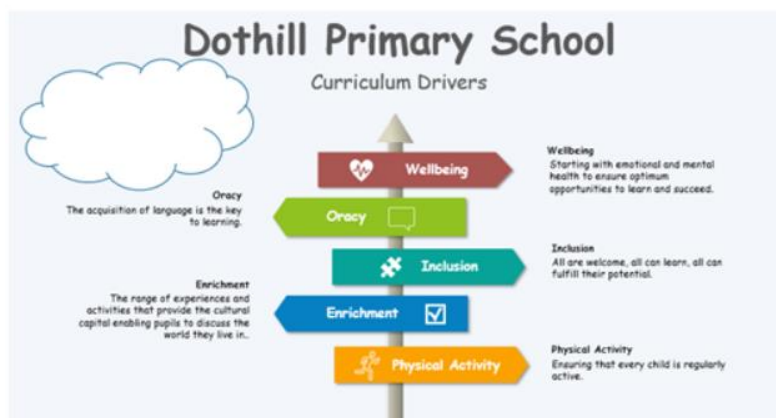 Dothill Primary School
Curriculum Drivers
Wellbeing
Wellbeing
Starting with emotional and mental
health to ensure optimum
opportunities to learn and succeed.
Oracy
The acquisition of language is the key
to learning.
Oracy
Inclusion
Inclusion
All are welcome, all can learn, all can
fulfill their potential.
Enrichment
The range of experiences and
activities that provide the cultural
capital enabling pupils to discuss the
world they live in..
Enrichment
Physical Activity
Physical Activity
Ensuring that every child is regularly
active.